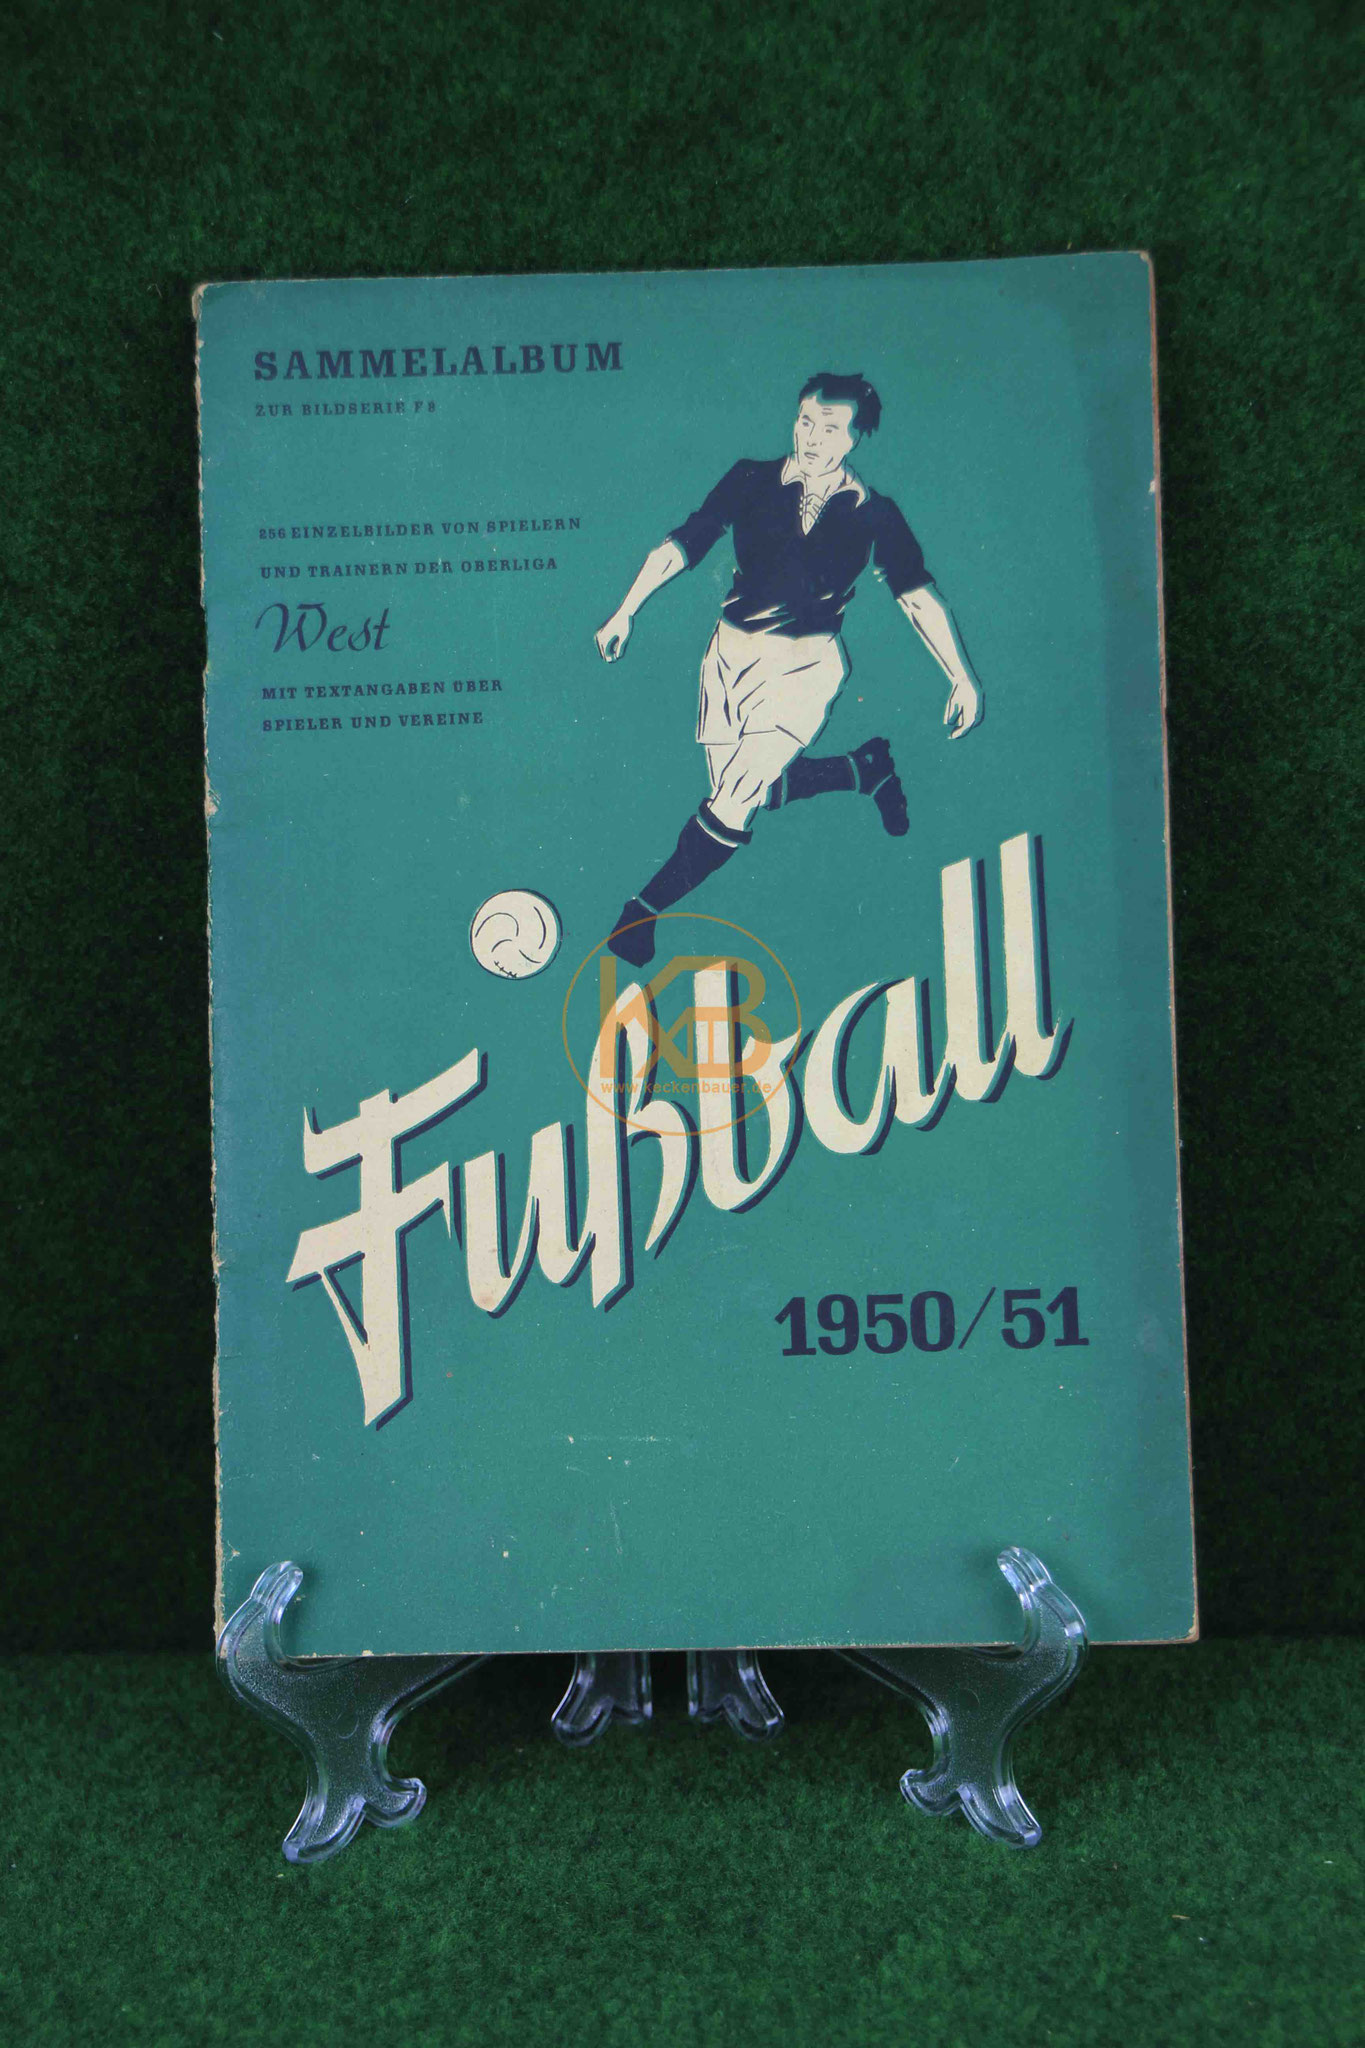 SAMMELALBUM
ZUR BILDSERIE F 8
256 EINZELBILDER VON SPIELERN
UND TRAINERN DER OBERLIGA
West
MIT TEXTANGABEN ÜBER
SPIELER UND VEREINE
Fußball
KB
www.keckenbauer.de
1950/51